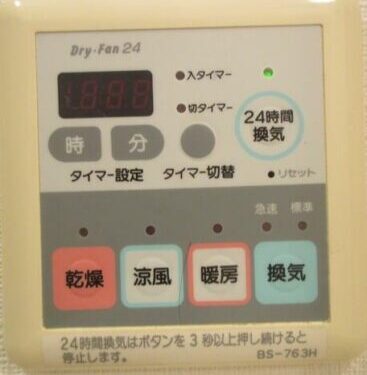 Dry-Fan 24
入タイマー
切タイマー
24時間
換気
時
分
タイマー設定
タイマー切替
リセット
急速
標準
乾燥
涼風
暖房
換気
24時間換気はボタンを 3 秒以上押し続けると
停止します。
BS-763H